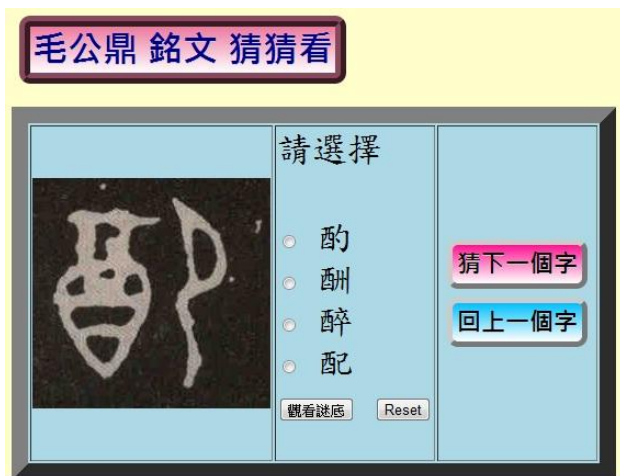 毛公鼎 銘文 猜猜看
請選擇
酌
酬
醉
配
觀看謎底
Reset
猜下一個字
回上一個字